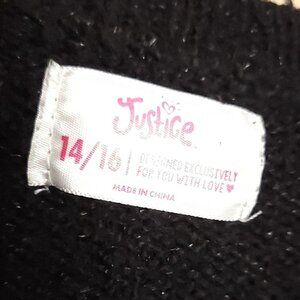 Justice
14/16 | DESIGNED EXCLUSIVELY
FOR YOU WITH LOVE ♥
MADE IN CHINA